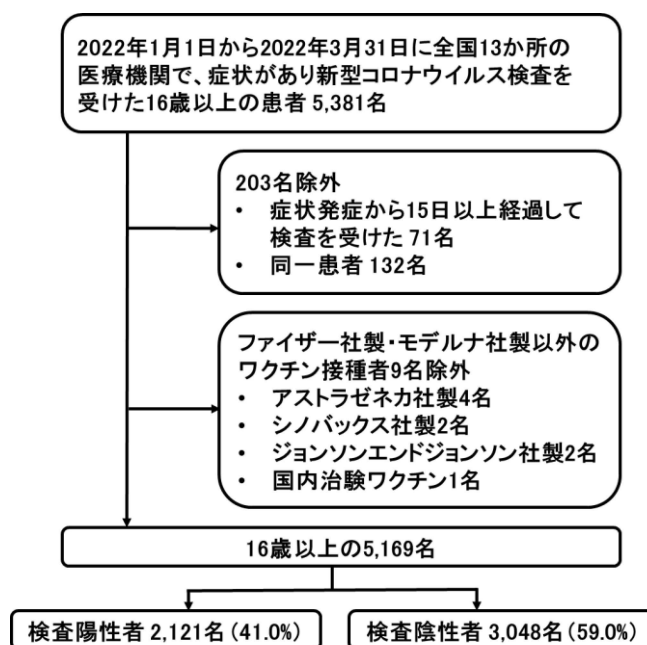 2022年1月1日から2022年3月31日に全国13か所の
医療機関で、症状があり新型コロナウイルス検査を
受けた16歳以上の患者 5,381名
203名除外
• 症状発症から15日以上経過して
検査を受けた 71名
• 同一患者 132名
ファイザー社製・モデルナ社製以外の
ワクチン接種者9名除外
• アストラゼネカ社製4名
• シノバックス社製2名
• ジョンソンエンドジョンソン社製2名
• 国内治験ワクチン1名
16歳以上の5,169名
検査陽性者 2,121名 (41.0%)
検査陰性者 3,048名 (59.0%)